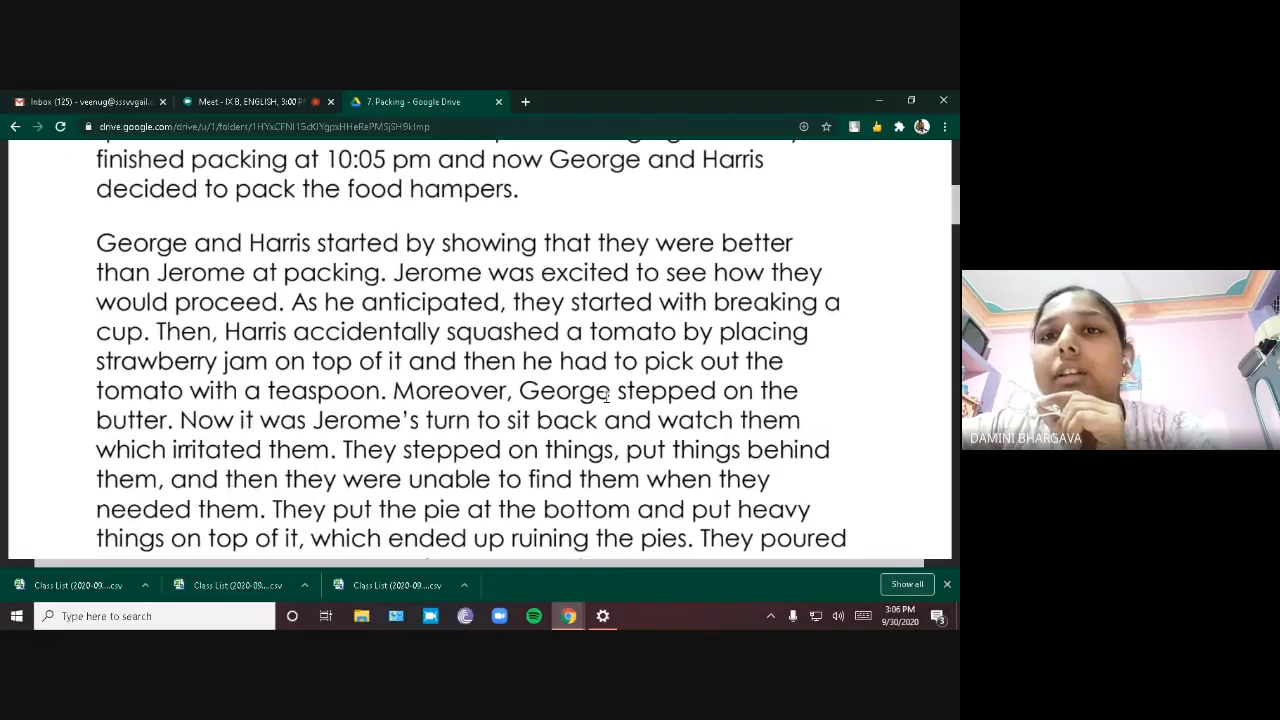 Inbox (125) - veenug@sssvvgail.c
Meet - IX B, ENGLISH, 3:00 P
7. Packing - Google Drive
finished packing at 10:05 pm and now George and Harris
decided to pack the food hampers.
George and Harris started by showing that they were better
than Jerome at packing. Jerome was excited to see how they
would proceed. As he anticipated, they started with breaking a
cup. Then, Harris accidentally squashed a tomato by placing
strawberry jam on top of it and then he had to pick out the
tomato with a teaspoon. Moreover, George stepped on the
butter. Now it was Jerome’s turn to sit back and watch them
which irritated them. They stepped on things, put things behind
them, and then they were unable to find them when they
needed them. They put the pie at the bottom and put heavy
things on top of it, which ended up ruining the pies. They poured
DAMINI BHARGAVA
Class List (2020-09....csv
Class List (2020-09....csv
Class List (2020-09....csv
Show all
Type here to search
3:06 PM
9/30/2020
3